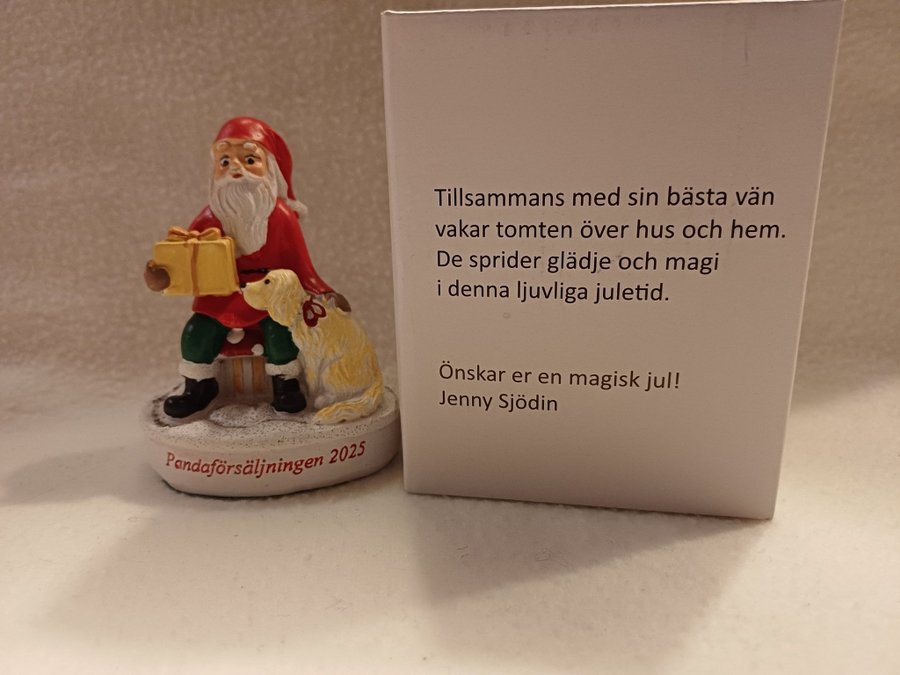 Pandaförsäljningen 2025
Tillsammans med sin bästa vän
vakar tomten över hus och hem.
De sprider glädje och magi
i denna ljuvliga juletid.
Önskar er en magisk jul!
Jenny Sjödin